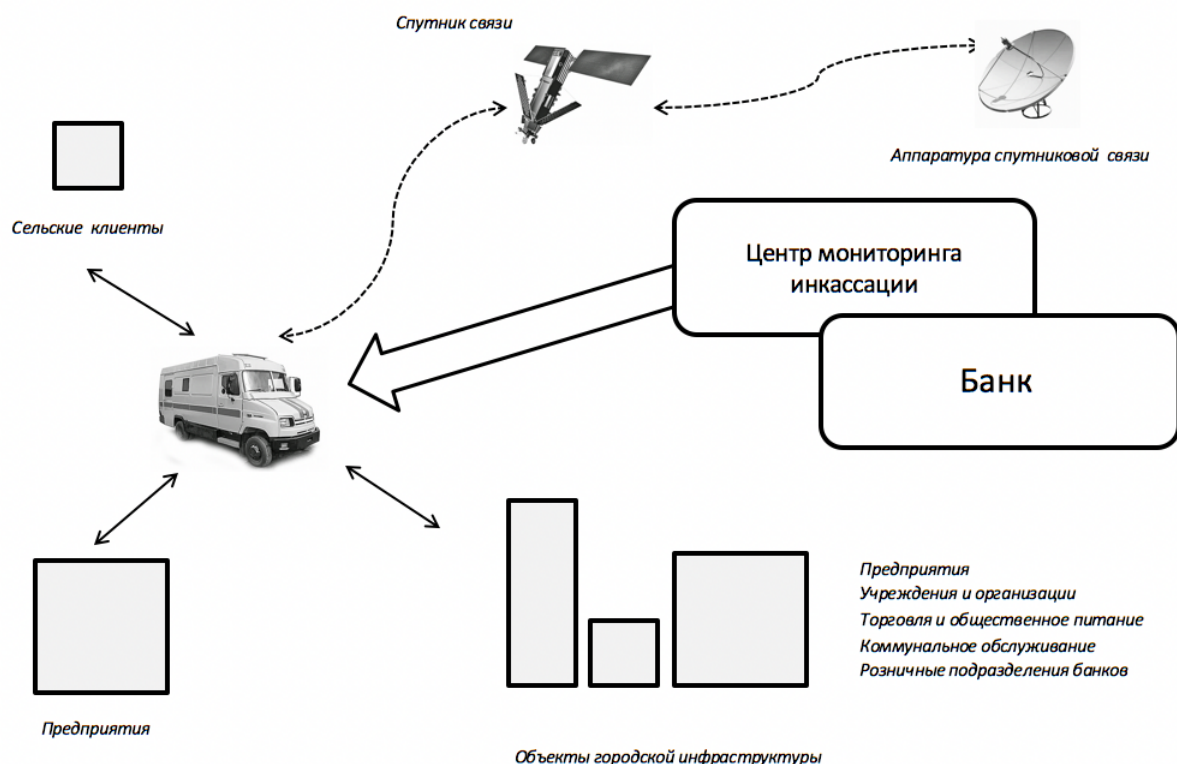 Спутник связи
Аппаратура спутниковой связи
Сельские клиенты
Центр мониторинга
инкассации
Банк
Предприятия
Учреждения и организации
Торговля и общественное питание
Коммунальное обслуживание
Розничные подразделения банков
Предприятия
Объекты городской инфраструктуры